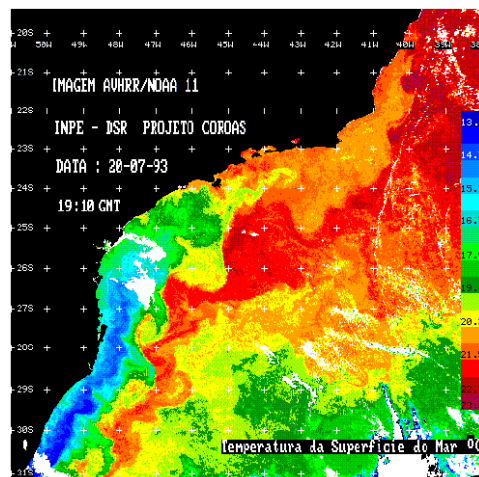 50W 49W 48W 47W 46W 45W 44W 43W 42W 41W 40W
20S
21S
IMAGEM AVHRR/NOAA 11
22S
INPE - DSR PROJETO COROAS
23S
DATA : 20-07-93
24S
19:10 GMT
25S
26S
27S
28S
29S
30S
Temperatura da Superficie do Mar
31S